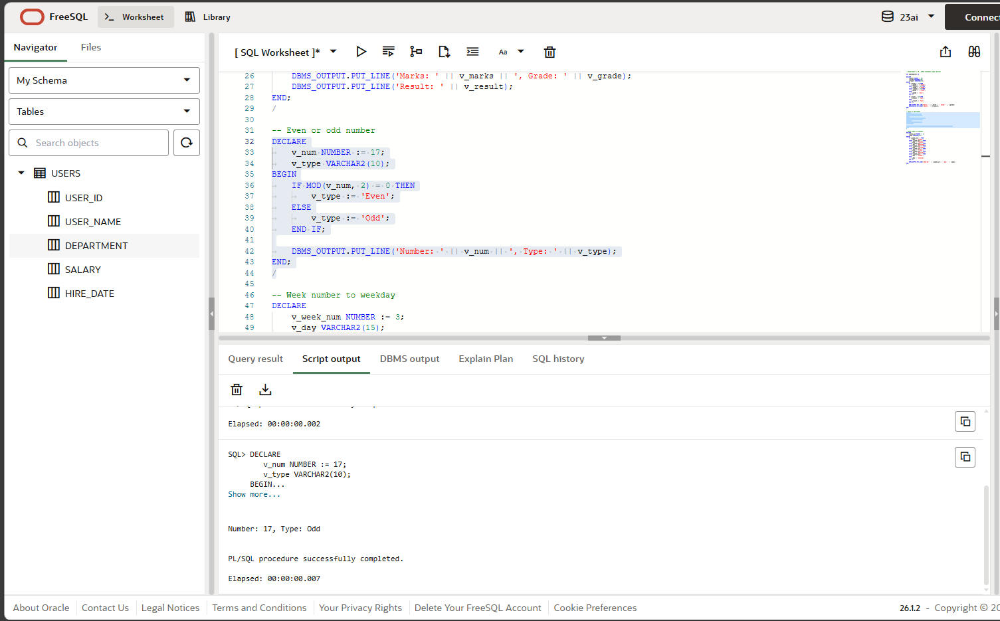 FreeSQL
Worksheet
Library
23ai
Connec
Navigator
Files
[ SQL Worksheet ]*
Aa
My Schema
Tables
Search objects
USERS
USER_ID
USER_NAME
DEPARTMENT
SALARY
HIRE_DATE
26 DBMS_OUTPUT.PUT_LINE('Marks: ' || v_marks || ', Grade: ' || v_grade);
27 DBMS_OUTPUT.PUT_LINE('Result: ' || v_result);
28 END;
29 /
30
31 -- Even or odd number
32 DECLARE
33 v_num NUMBER := 17;
34 v_type VARCHAR2(10);
35 BEGIN
36 IF MOD(v_num, 2) = 0 THEN
37 v_type := 'Even';
38 ELSE
39 v_type := 'Odd';
40 END IF;
41
42 DBMS_OUTPUT.PUT_LINE('Number: ' || v_num || ', Type: ' || v_type);
43 END;
44 /
45
46 -- Week number to weekday
47 DECLARE
48 v_week_num NUMBER := 3;
49 v_day VARCHAR2(15);
Query result
Script output
DBMS output
Explain Plan
SQL history
Elapsed: 00:00:00.002
SQL> DECLARE
v_num NUMBER := 17;
v_type VARCHAR2(10);
BEGIN...
Show more...
Number: 17, Type: Odd
PL/SQL procedure successfully completed.
Elapsed: 00:00:00.007
About Oracle
Contact Us
Legal Notices
Terms and Conditions
Your Privacy Rights
Delete Your FreeSQL Account
Cookie Preferences
26.1.2 - Copyright © 20